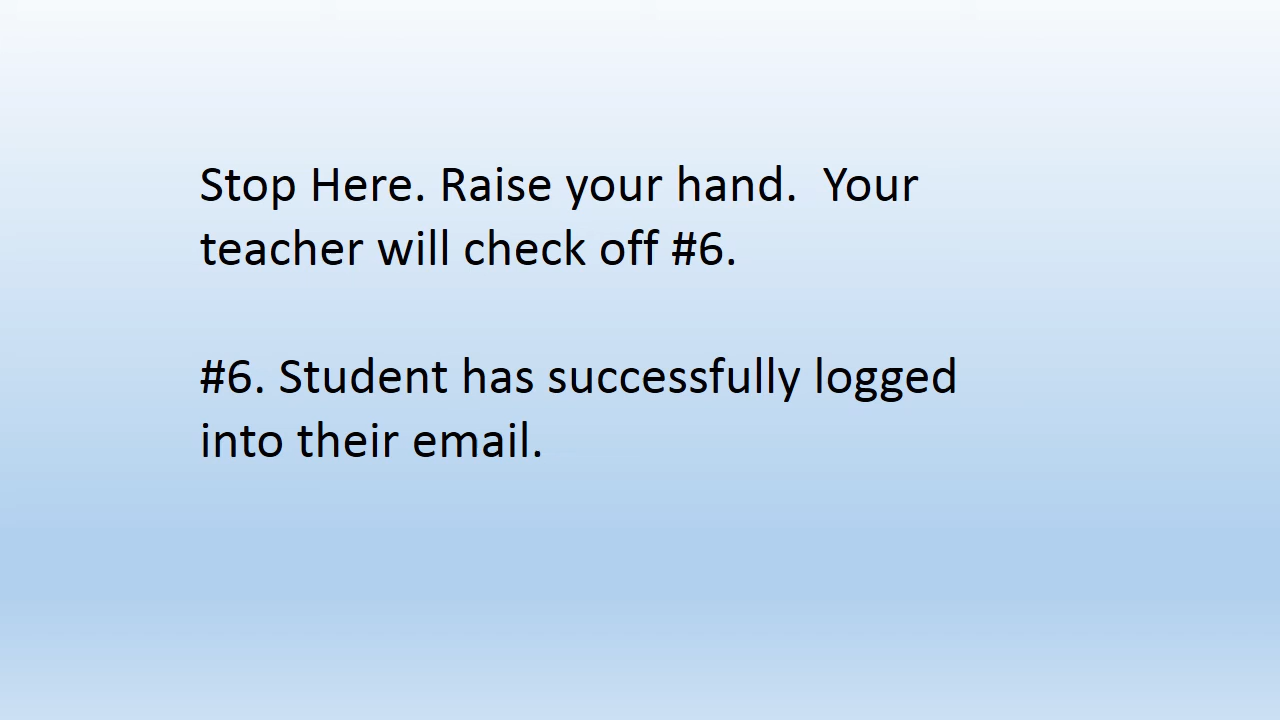 Stop Here. Raise your hand.  Your
teacher will check off #6.
#6. Student has successfully logged
into their email.